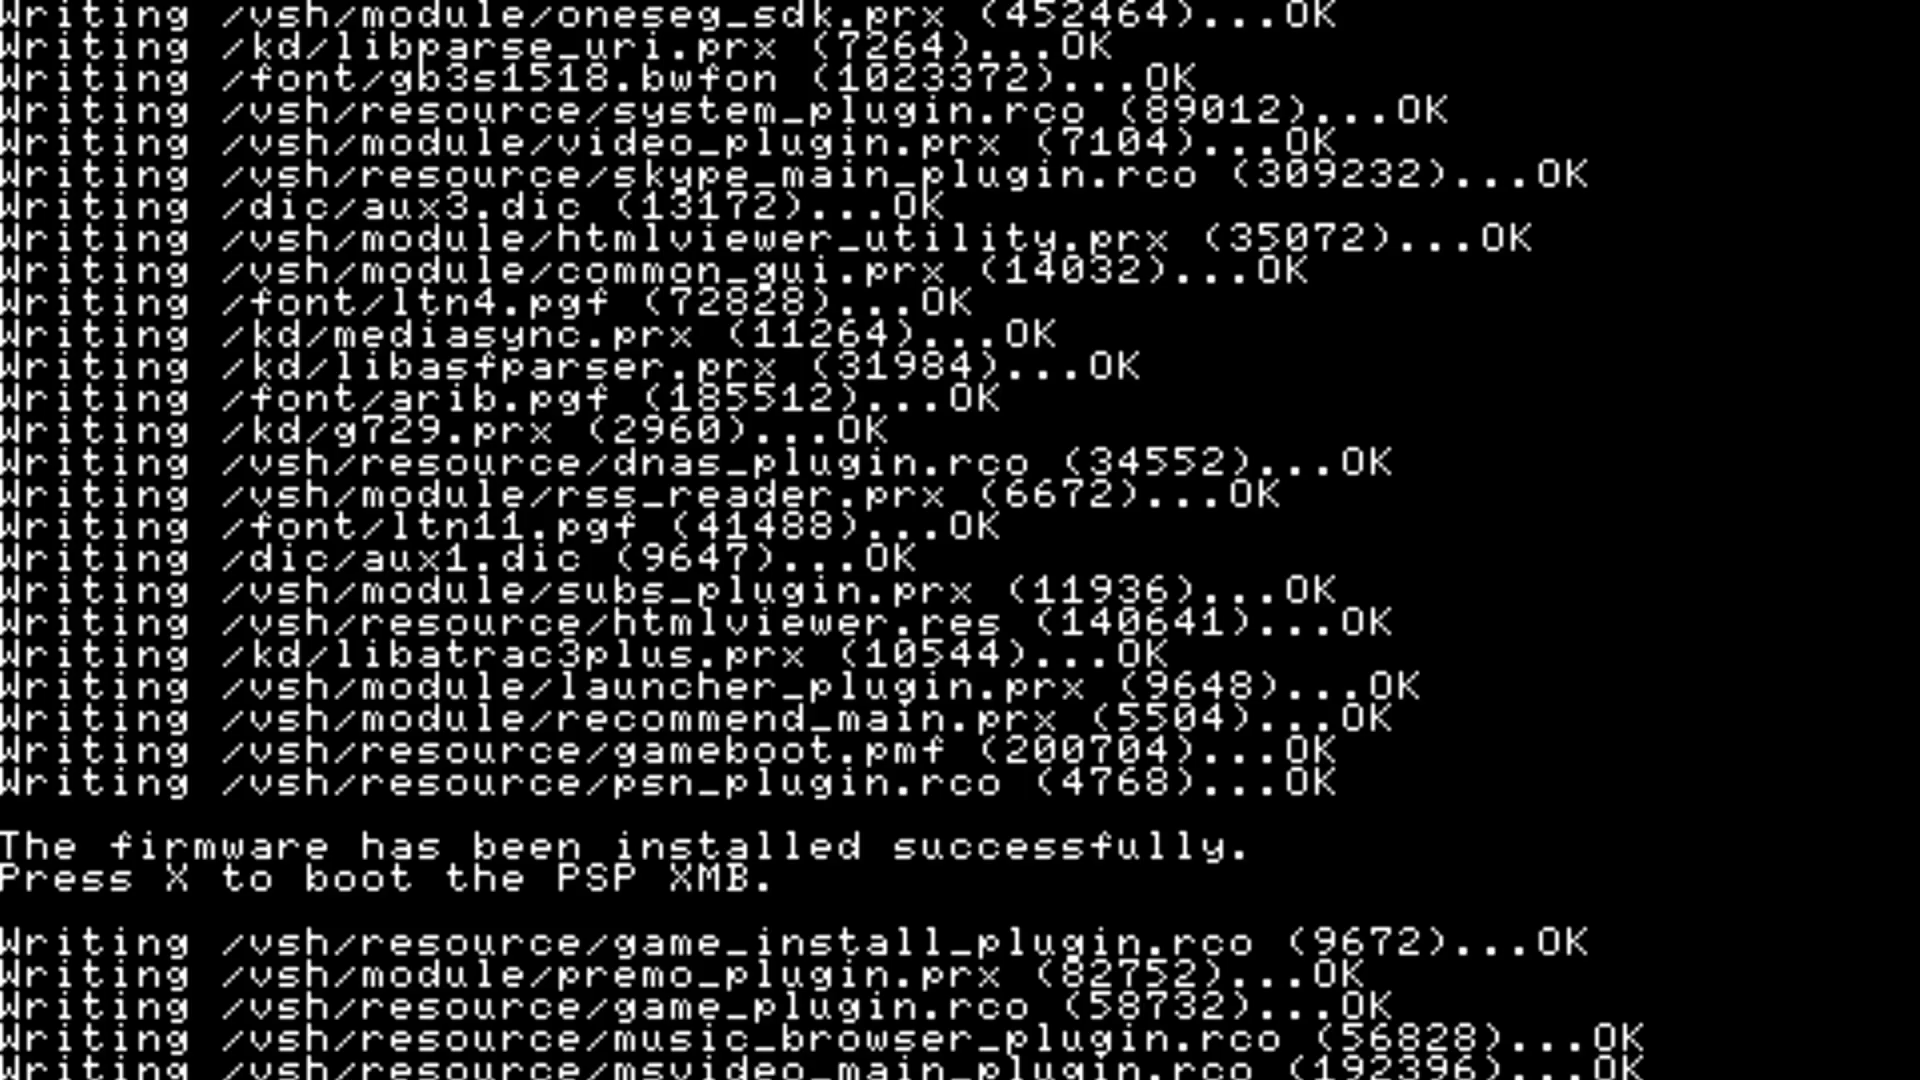 Writing /vsh/module/oneseg_sdk.prx (452464)...OK
Writing /kd/libparse_uri.prx (7264)...OK
Writing /font/gb3s1518.bwfon (1023372)...OK
Writing /vsh/resource/system_plugin.rco (89012)...OK
Writing /vsh/module/video_plugin.prx (7104)...OK
Writing /vsh/resource/skype_main_plugin.rco (309232)...OK
Writing /dic/aux3.dic (13172)...OK
Writing /vsh/module/htmlviewer_utility.prx (35072)...OK
Writing /vsh/module/common_gui.prx (14032)...OK
Writing /font/ltn4.pgf (72828)...OK
Writing /kd/mediasync.prx (11264)...OK
Writing /kd/libasfparser.prx (31984)...OK
Writing /font/arib.pgf (185512)...OK
Writing /kd/g729.prx (2960)...OK
Writing /vsh/resource/dnas_plugin.rco (34552)...OK
Writing /vsh/module/rss_reader.prx (6672)...OK
Writing /font/ltn11.pgf (41488)...OK
Writing /dic/aux1.dic (9647)...OK
Writing /vsh/module/subs_plugin.prx (11936)...OK
Writing /vsh/resource/htmlviewer.res (140641)...OK
Writing /kd/libatrac3plus.prx (10544)...OK
Writing /vsh/module/launcher_plugin.prx (9648)...OK
Writing /vsh/module/recommend_main.prx (5504)...OK
Writing /vsh/resource/gameboot.pmf (200704)...OK
Writing /vsh/resource/psn_plugin.rco (4768)...OK
The firmware has been installed successfully.
Press X to boot the PSP XMB.
Writing /vsh/resource/game_install_plugin.rco (9672)...OK
Writing /vsh/module/premo_plugin.prx (82752)...OK
Writing /vsh/resource/game_plugin.rco (58732)...OK
Writing /vsh/resource/music_browser_plugin.rco (56828)...OK
Writing /vsh/resource/msvideo_main_plugin.rco (192396)...OK